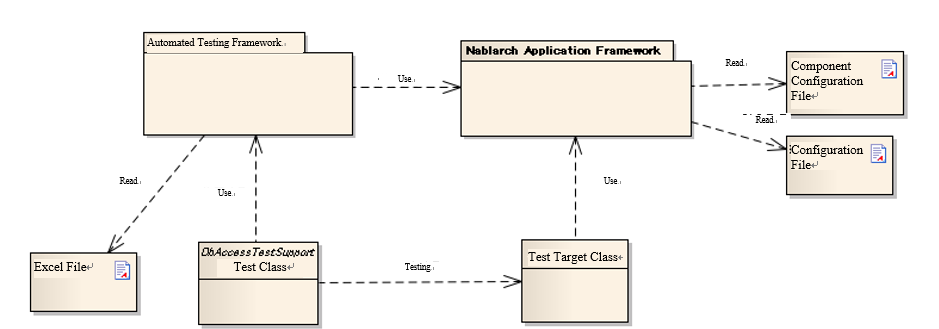 Automated Testing Framework
Nablarch Application Framework
Use
Read
Component
Configuration
File
Read
Configuration
File
Read
Use
Use
Excel File
DbAccessTestSupport
Test Class
Testing
Test Target Class